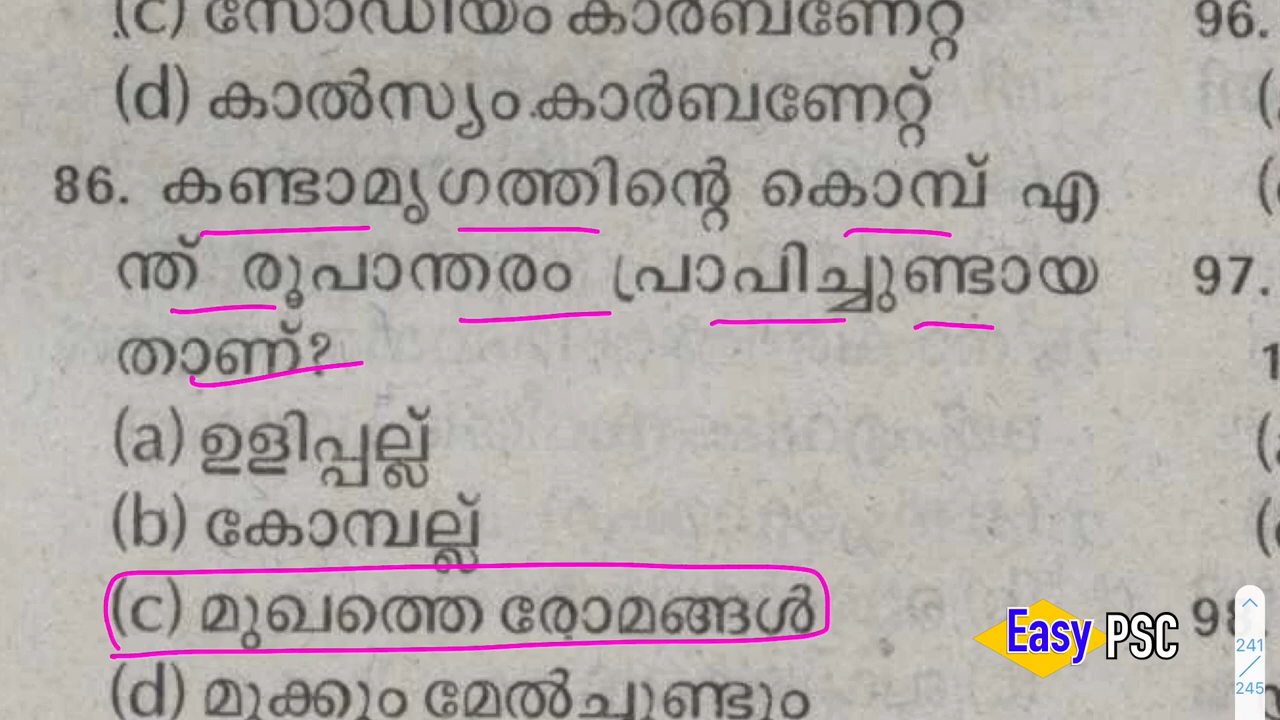 (c) സോഡിയം കാർബണേറ്റ
96.
(d) കാൽസ്യം കാർബണേറ്റ്
86. കണ്ടാമൃഗത്തിന്റെ കൊമ്പ് എ
ന്ത് രൂപാന്തരം പ്രാപിച്ചുണ്ടായ
97.
താണ്?
(a) ഉളിപ്പല്ല്
(b) കോമ്പല്ല്
(c) മുഖത്തെ രോമങ്ങൾ
(d) മുക്കും മേൽച്ചുണ്ടും
Easy PSC
98
241
245